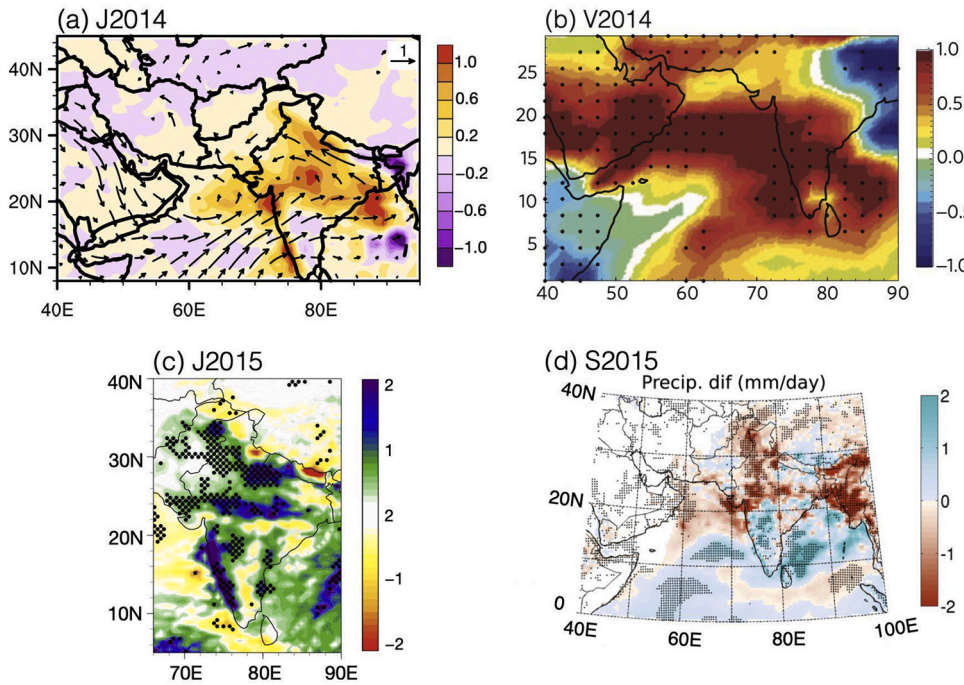 (a) J2014
40N
30N
20N
10N
40E 60E 80E
1
1.0
0.6
0.2
−0.2
−0.6
−1.0
(b) V2014
25
20
15
10
5
40 50 60 70 80 90
1.0
0.5
0.0
−0.5
−1.0
(c) J2015
40N
30N
20N
10N
70E 80E 90E
2
1
2
−1
−2
(d) S2015
Precip. dif (mm/day)
40N
20N
0
40E 60E 80E 100E
2
1
0
−1
−2